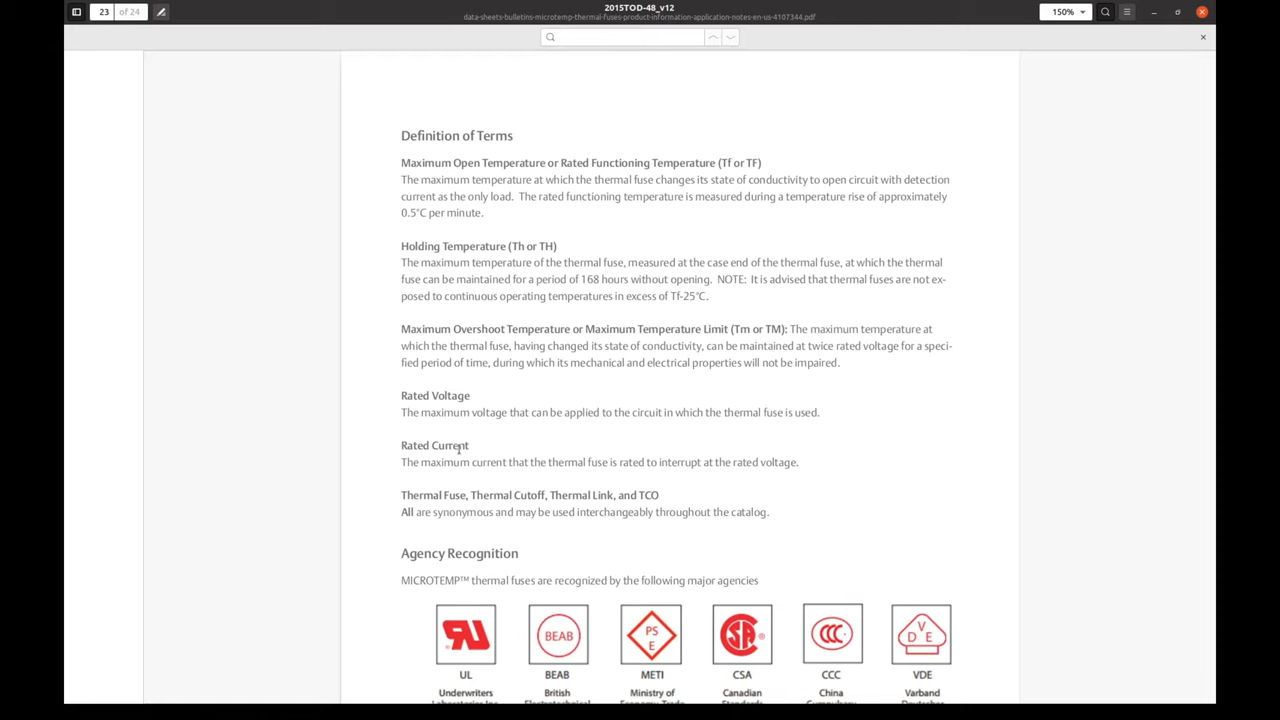 2015TOD-48_v12
data-sheets-bulletins-microtemp-thermal-fuses-product-information-application-notes-en-us-4107344.pdf
23 of 24
150%
Definition of Terms
Maximum Open Temperature or Rated Functioning Temperature (Tf or TF)
The maximum temperature at which the thermal fuse changes its state of conductivity to open circuit with detection
current as the only load. The rated functioning temperature is measured during a temperature rise of approximately
0.5°C per minute.
Holding Temperature (Th or TH)
The maximum temperature of the thermal fuse, measured at the case end of the thermal fuse, at which the thermal
fuse can be maintained for a period of 168 hours without opening. NOTE: It is advised that thermal fuses are not ex-
posed to continuous operating temperatures in excess of Tf-25°C.
Maximum Overshoot Temperature or Maximum Temperature Limit (Tm or TM): The maximum temperature at
which the thermal fuse, having changed its state of conductivity, can be maintained at twice rated voltage for a speci-
fied period of time, during which its mechanical and electrical properties will not be impaired.
Rated Voltage
The maximum voltage that can be applied to the circuit in which the thermal fuse is used.
Rated Current
The maximum current that the thermal fuse is rated to interrupt at the rated voltage.
Thermal Fuse, Thermal Cutoff, Thermal Link, and TCO
All are synonymous and may be used interchangeably throughout the catalog.
Agency Recognition
MICROTEMP™ thermal fuses are recognized by the following major agencies
UL ® BEAB PS E CSA ® CCC V D E
UL BEAB METI CSA CCC VDE
Underwriters British Ministry of Canadian China Varband
Laboratories Inc Electrotechnical Economy Trade Standards Compulsory Deutscher